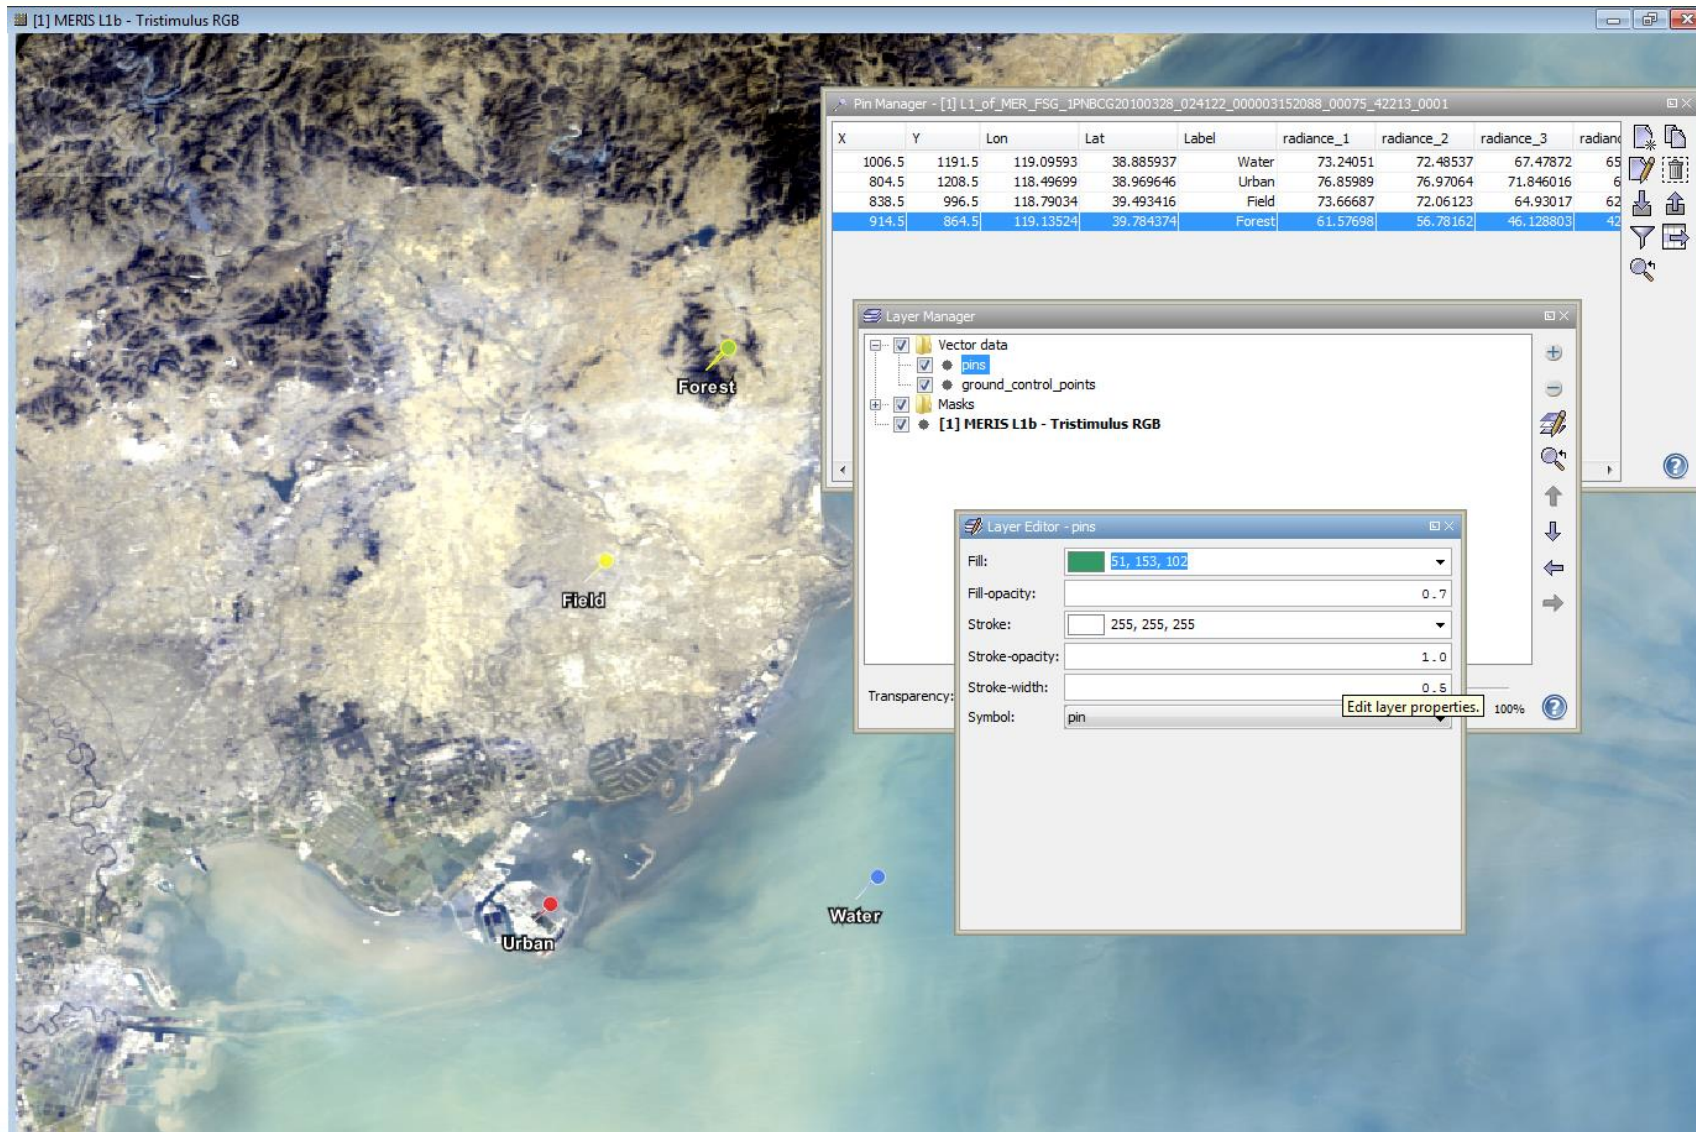 [1] MERIS L1b - Tristimulus RGB
Pin Manager - [1] L1_of_MER_FSG_1PNBCG20100328_024122_000003152088_00075_42213_0001
X Y Lon Lat Label radiance_1 radiance_2 radiance_3 radianc
1006.5 1191.5 119.09593 38.885937 Water 73.24051 72.48537 67.47872 65
804.5 1208.5 118.49699 38.969646 Urban 76.85989 76.97064 71.846016 6
838.5 996.5 118.79034 39.493416 Field 73.66687 72.06123 64.93017 62
914.5 864.5 119.13524 39.784374 Forest 61.57698 56.78162 46.128803 42
Layer Manager
Vector data
pins
ground_control_points
Masks
[1] MERIS L1b - Tristimulus RGB
Transparency:
100%
Layer Editor - pins
Fill: 51, 153, 102
Fill-opacity: 0.7
Stroke: 255, 255, 255
Stroke-opacity: 1.0
Stroke-width: 0.5
Edit layer properties.
Symbol: pin
Forest
Field
Water
Urban